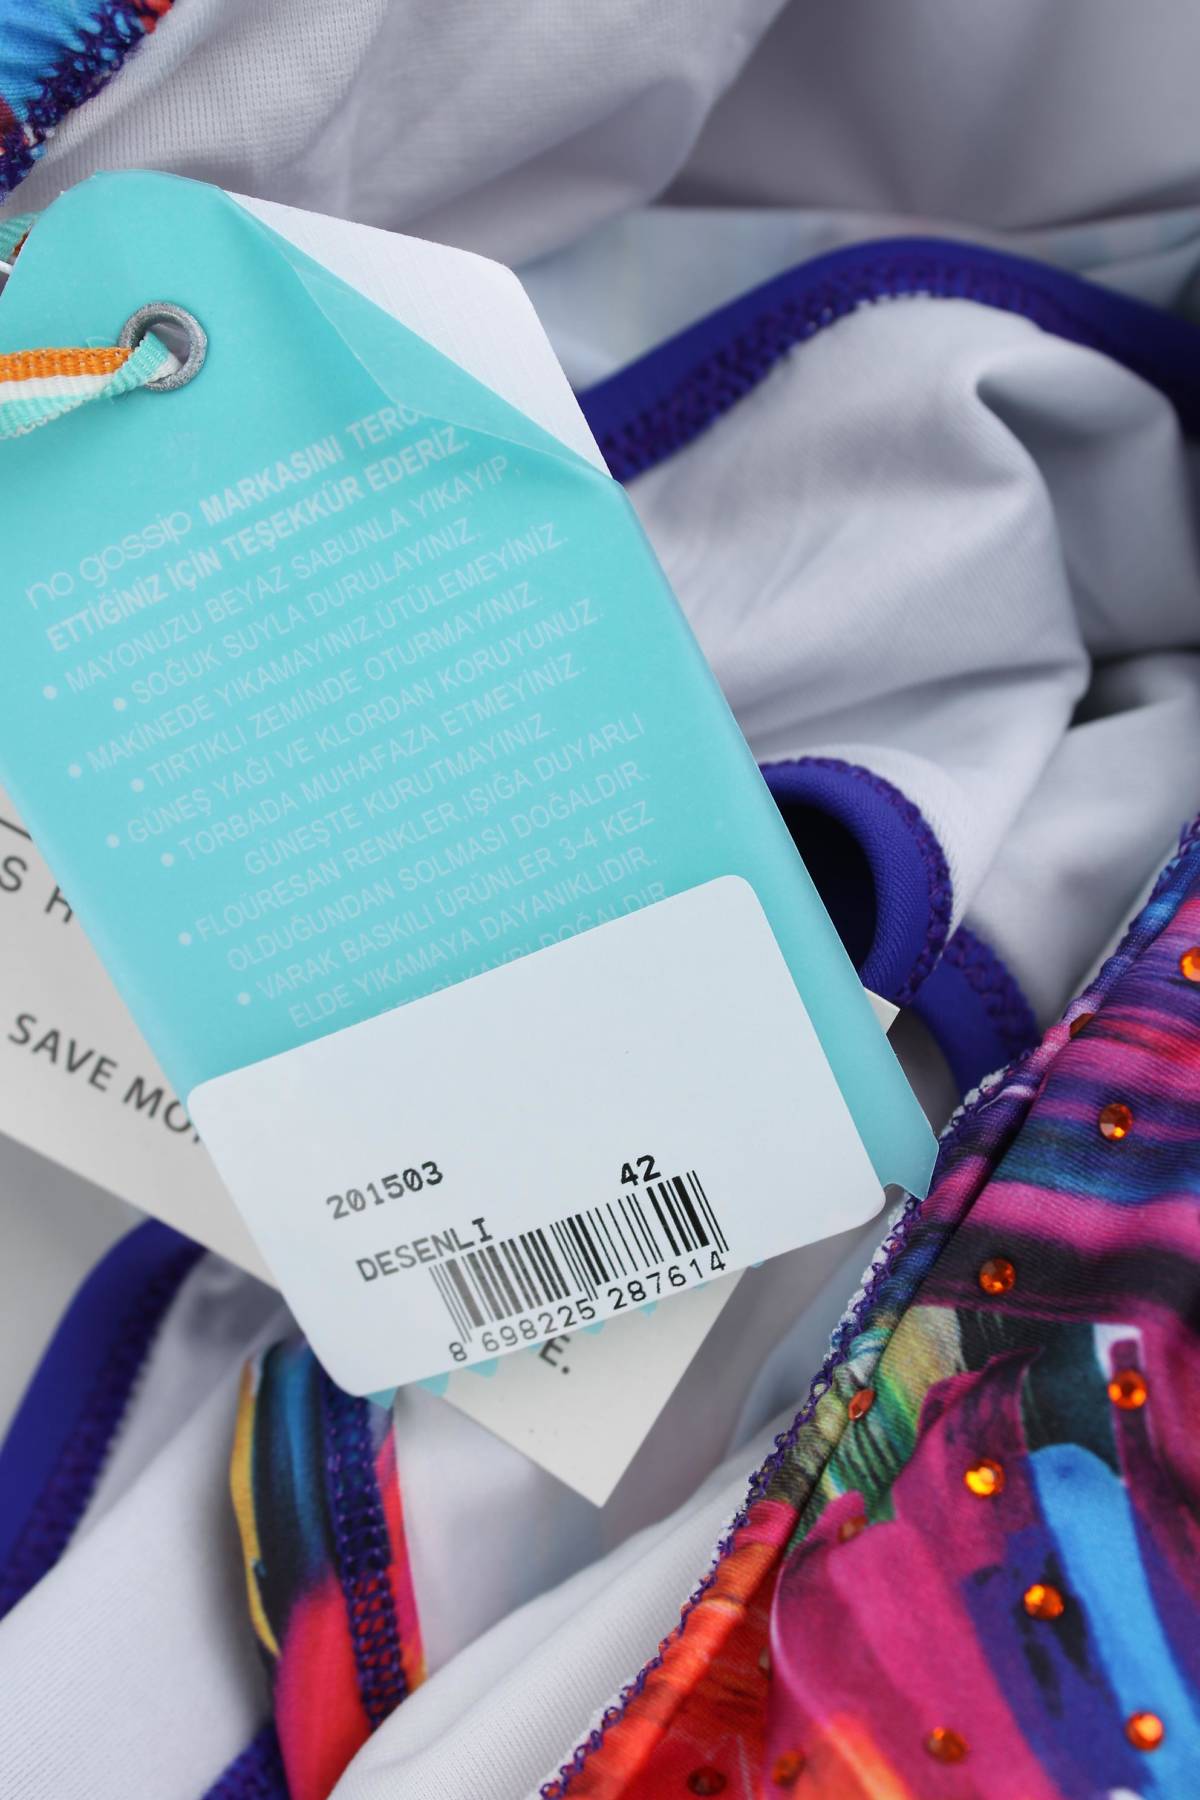 no gossip MARKASINI
ETTİĞİNİZ İÇİN TEŞEKKÜR EDERİZ.
• MAYONUZU BEYAZ SABUNLA YIKAYIP,
• SOĞUK SUYLA DURULAYINIZ.
• MAKİNEDE YIKAMAYINIZ,ÜTÜLEMEYİNİZ.
• TIRTIKLI ZEMİNDE OTURMAYINIZ.
• GÜNEŞ YAĞI VE KLORDAN KORUYUNUZ.
• TORBADA MUHAFAZA ETMEYİNİZ.
GÜNEŞTE KURUTMAYINIZ.
• FLOÜRESAN RENKLER,IŞIĞA DUYARLI
OLDUĞUNDAN SOLMASI DOĞALDIR.
• VARAK BASKILI ÜRÜNLER 3-4 KEZ
ELDE YIKAMAYA DAYANIKLIDIR.
KAYBI DOĞALDIR
S H
SAVE
201503 42
DESENLI
8 698225 287614
E.